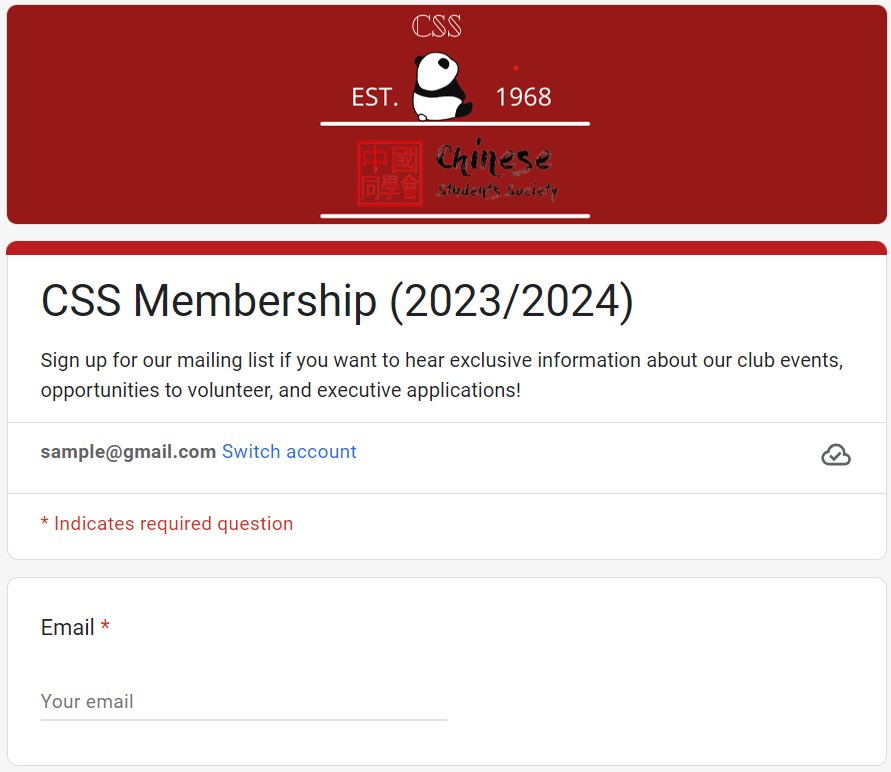 CSS
EST. 1968
中國 Chinese
同學會 Students Society
CSS Membership (2023/2024)
Sign up for our mailing list if you want to hear exclusive information about our club events,
opportunities to volunteer, and executive applications!
sample@gmail.com Switch account
* Indicates required question
Email *
Your email